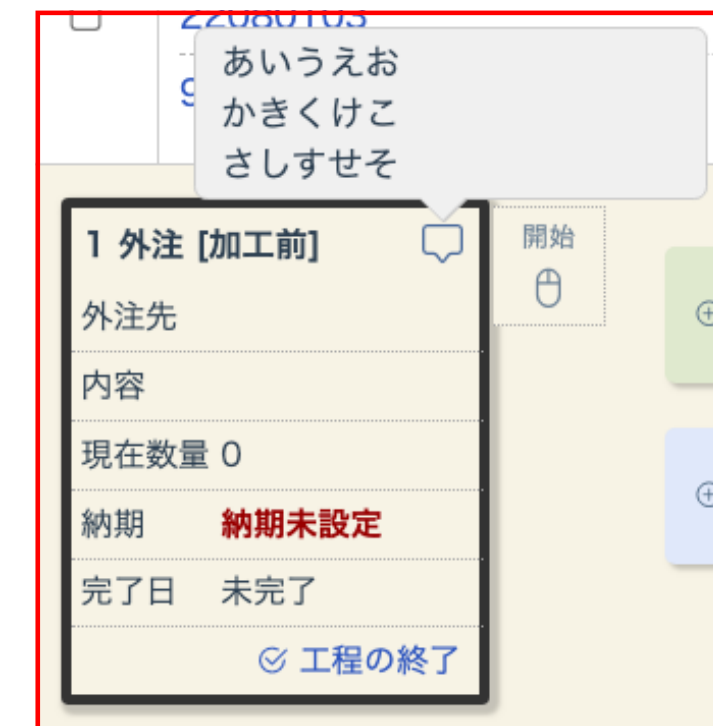 22080103
9
あいうえお
かきくけこ
さしすせそ
1 外注 [加工前]
開始
外注先
内容
現在数量 0
納期 納期未設定
完了日 未完了
工程の終了